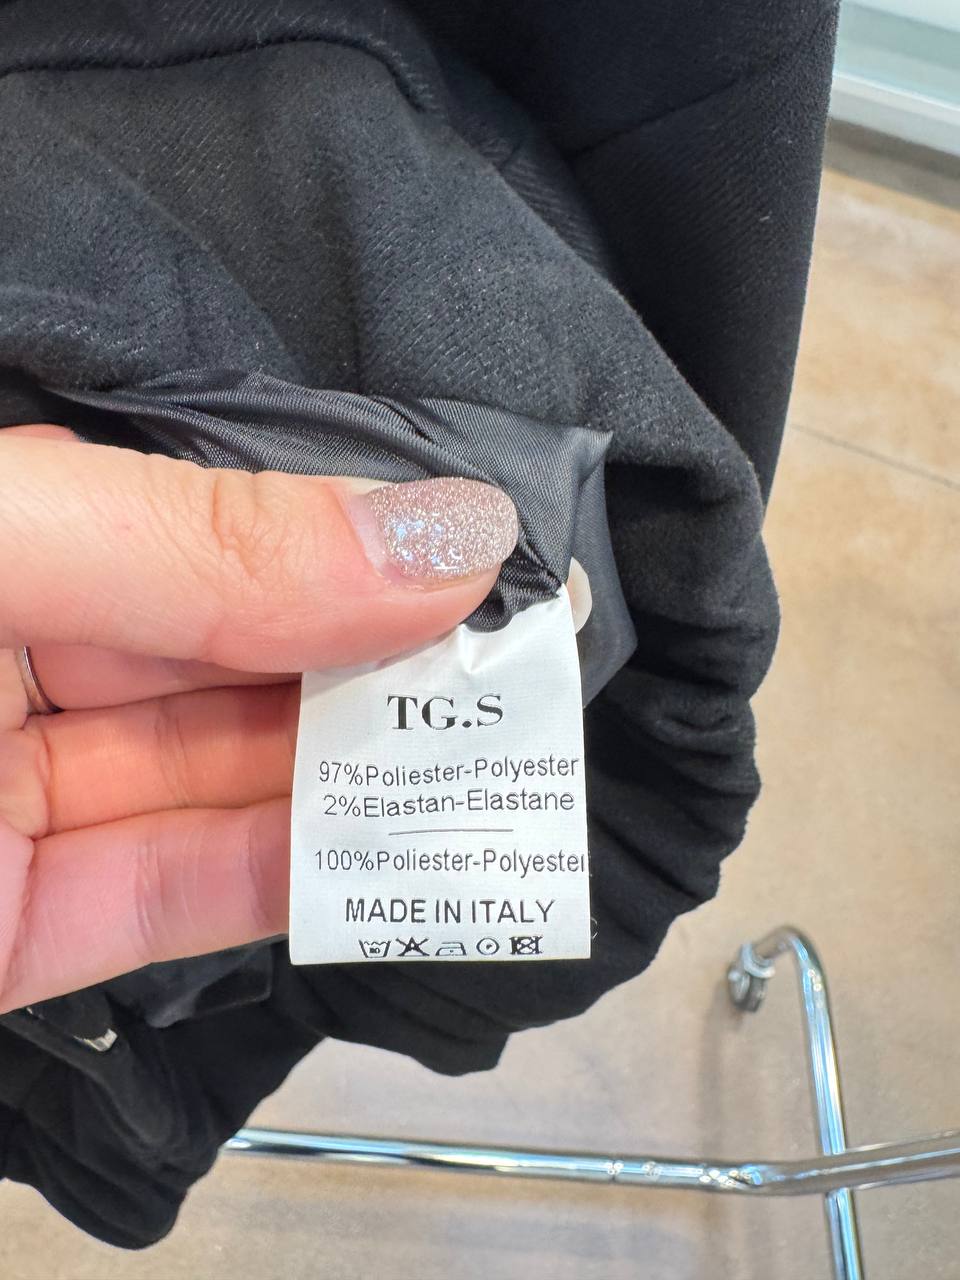 TG.S
97%Poliester-Polyester
2%Elastan-Elastane
100%Poliester-Polyester
MADE IN ITALY